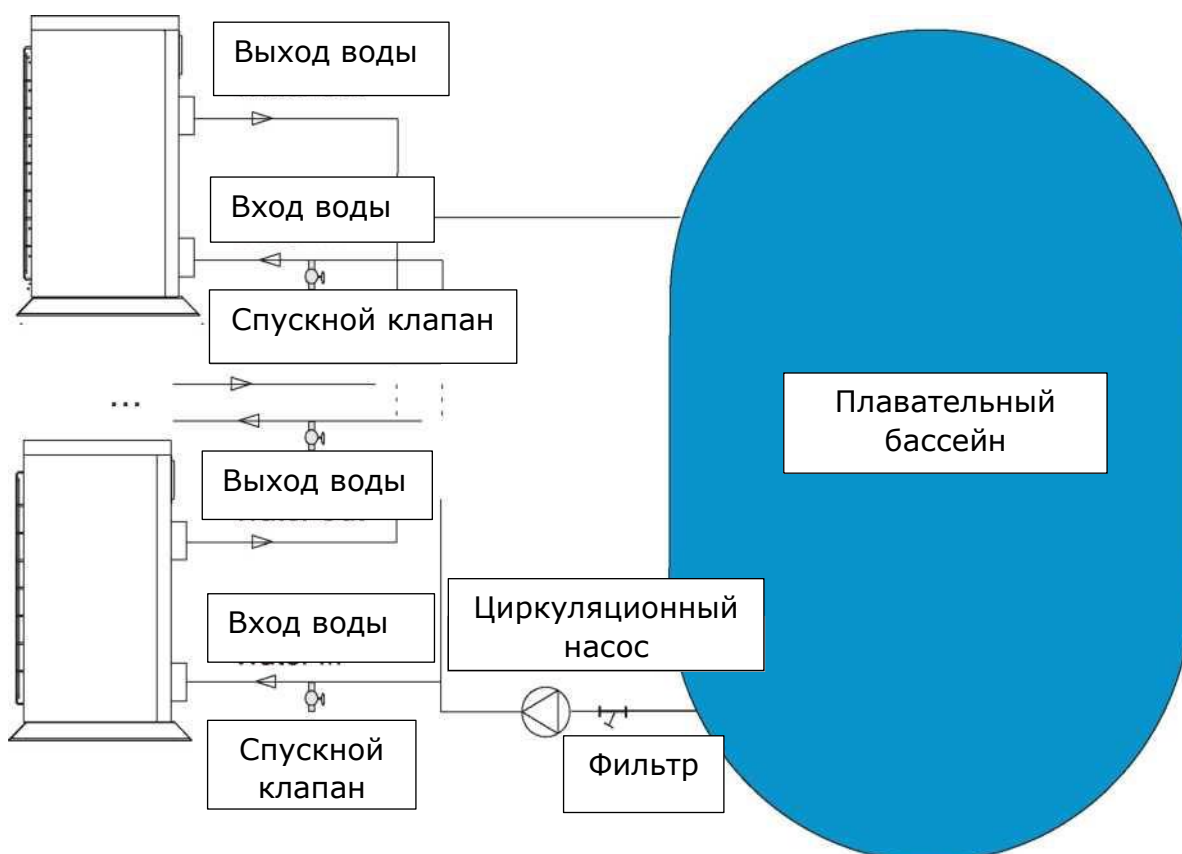 Выход воды
Вход воды
Спускной клапан
...
Плавательный
бассейн
Выход воды
Циркуляционный
насос
Вход воды
Спускной
клапан
Фильтр